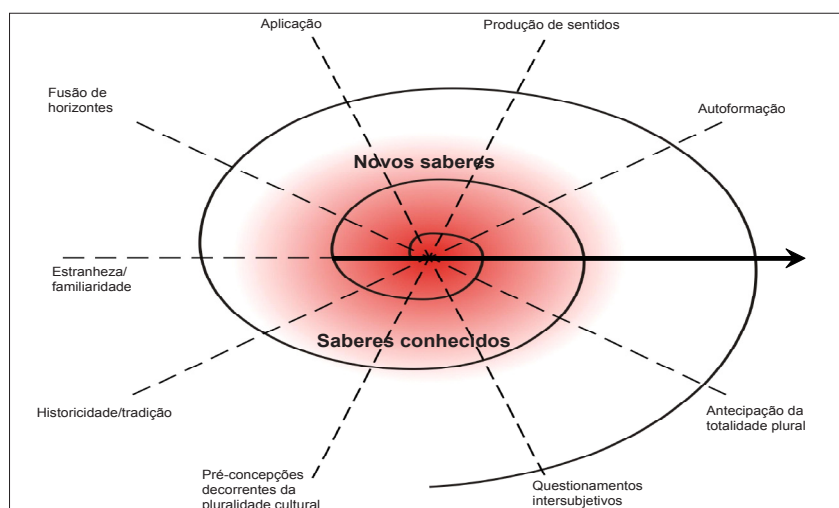 Aplicação
Produção de sentidos
Fusão de
horizontes
Autoformação
Novos saberes
Estranheza/
familiaridade
Saberes conhecidos
Historicidade/tradição
Antecipação da
totalidade plural
Pré-concepções
decorrentes da
pluralidade cultural
Questionamentos
intersubjetivos